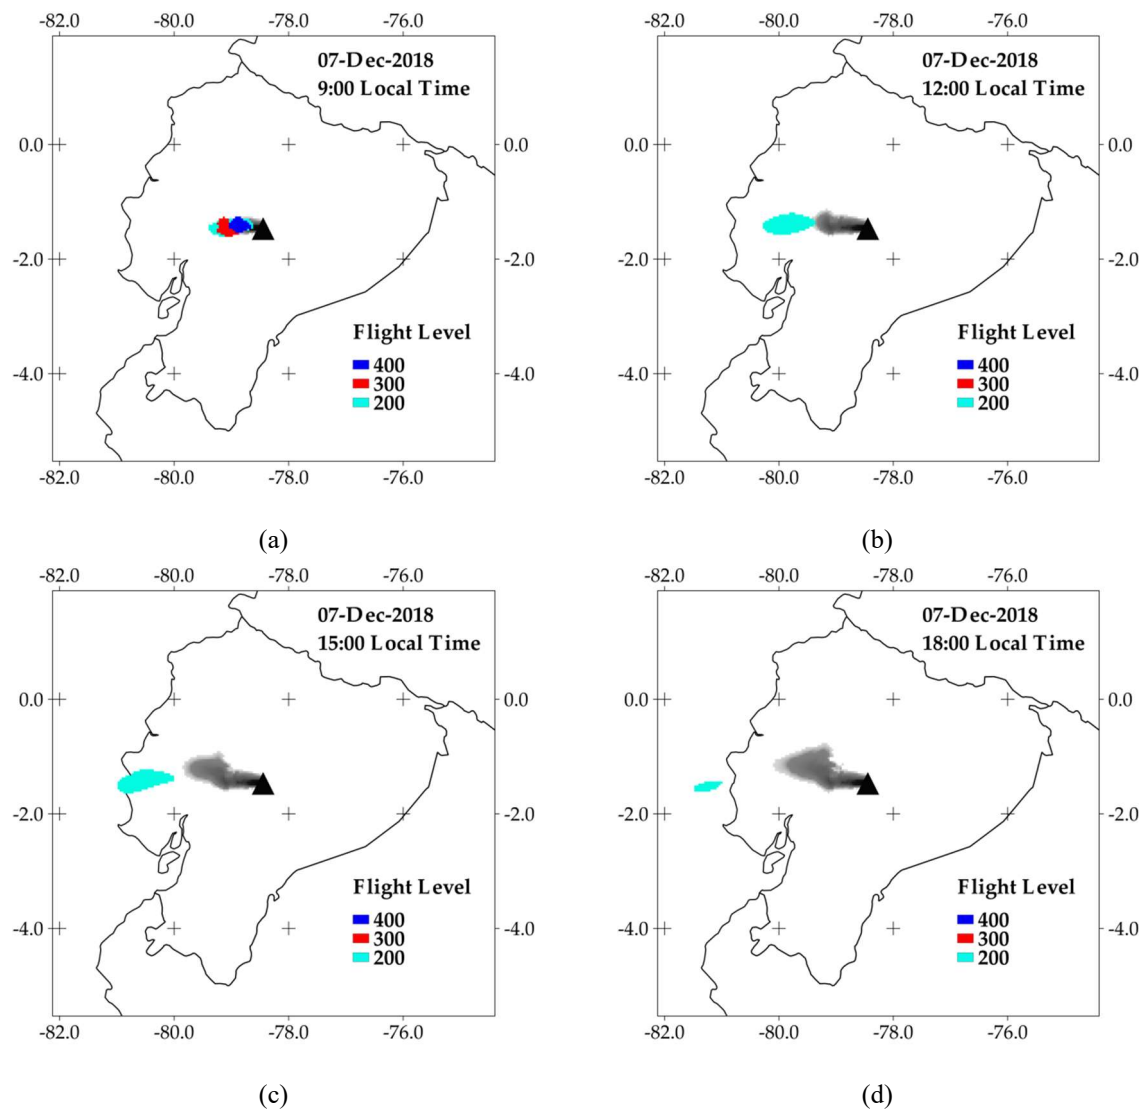 -82.0 -80.0 -78.0 -76.0
07-Dec-2018
9:00 Local Time
0.0 0.0
-2.0 -2.0
Flight Level
400
-4.0 -4.0
300
200
-82.0 -80.0 -78.0 -76.0
(a)
-82.0 -80.0 -78.0 -76.0
07-Dec-2018
12:00 Local Time
0.0 0.0
-2.0 -2.0
Flight Level
400
-4.0 -4.0
300
200
-82.0 -80.0 -78.0 -76.0
(b)
-82.0 -80.0 -78.0 -76.0
07-Dec-2018
15:00 Local Time
0.0 0.0
-2.0 -2.0
Flight Level
400
-4.0 -4.0
300
200
-82.0 -80.0 -78.0 -76.0
(c)
-82.0 -80.0 -78.0 -76.0
07-Dec-2018
18:00 Local Time
0.0 0.0
-2.0 -2.0
Flight Level
400
-4.0 -4.0
300
200
-82.0 -80.0 -78.0 -76.0
(d)